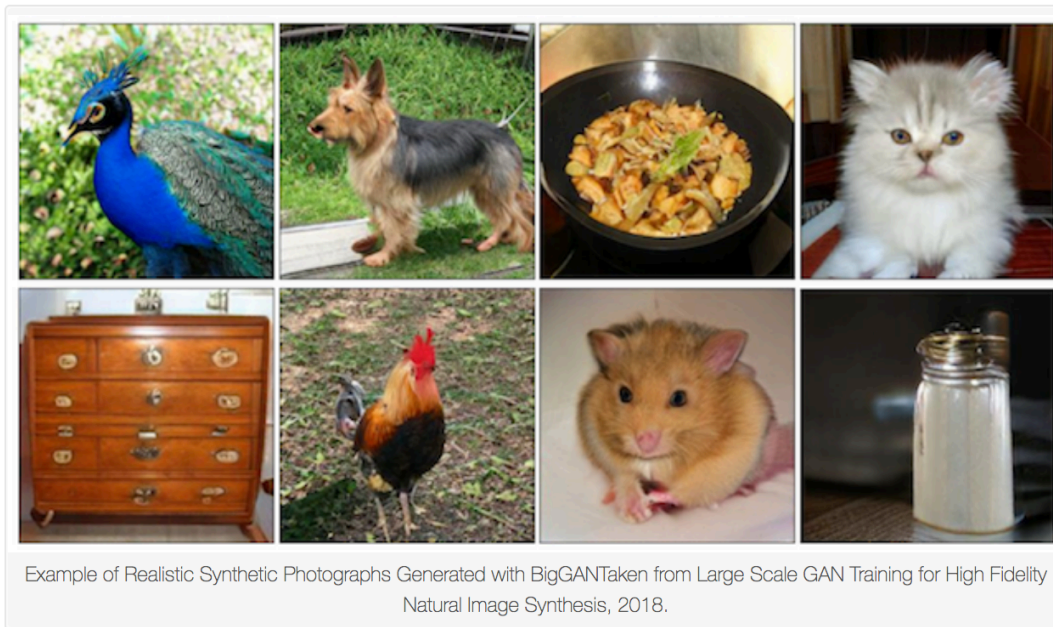 Example of Realistic Synthetic Photographs Generated with BigGANTaken from Large Scale GAN Training for High Fidelity
Natural Image Synthesis, 2018.